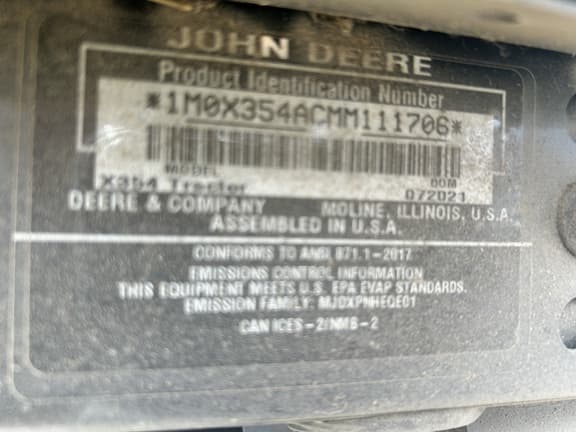 JOHN DEERE
Product Identification Number
*1M0X354ACMM111706*
MODEL DOM
X354 Tractor 072021
DEERE & COMPANY MOLINE, ILLINOIS, U.S.A.
ASSEMBLED IN U.S.A.
CONFORMS TO ANSI B71.1-2017
EMISSIONS CONTROL INFORMATION
THIS EQUIPMENT MEETS U.S. EPA EVAP STANDARDS.
EMISSION FAMILY: MJDXPNHEQE01
CAN ICES-2/NMB-2